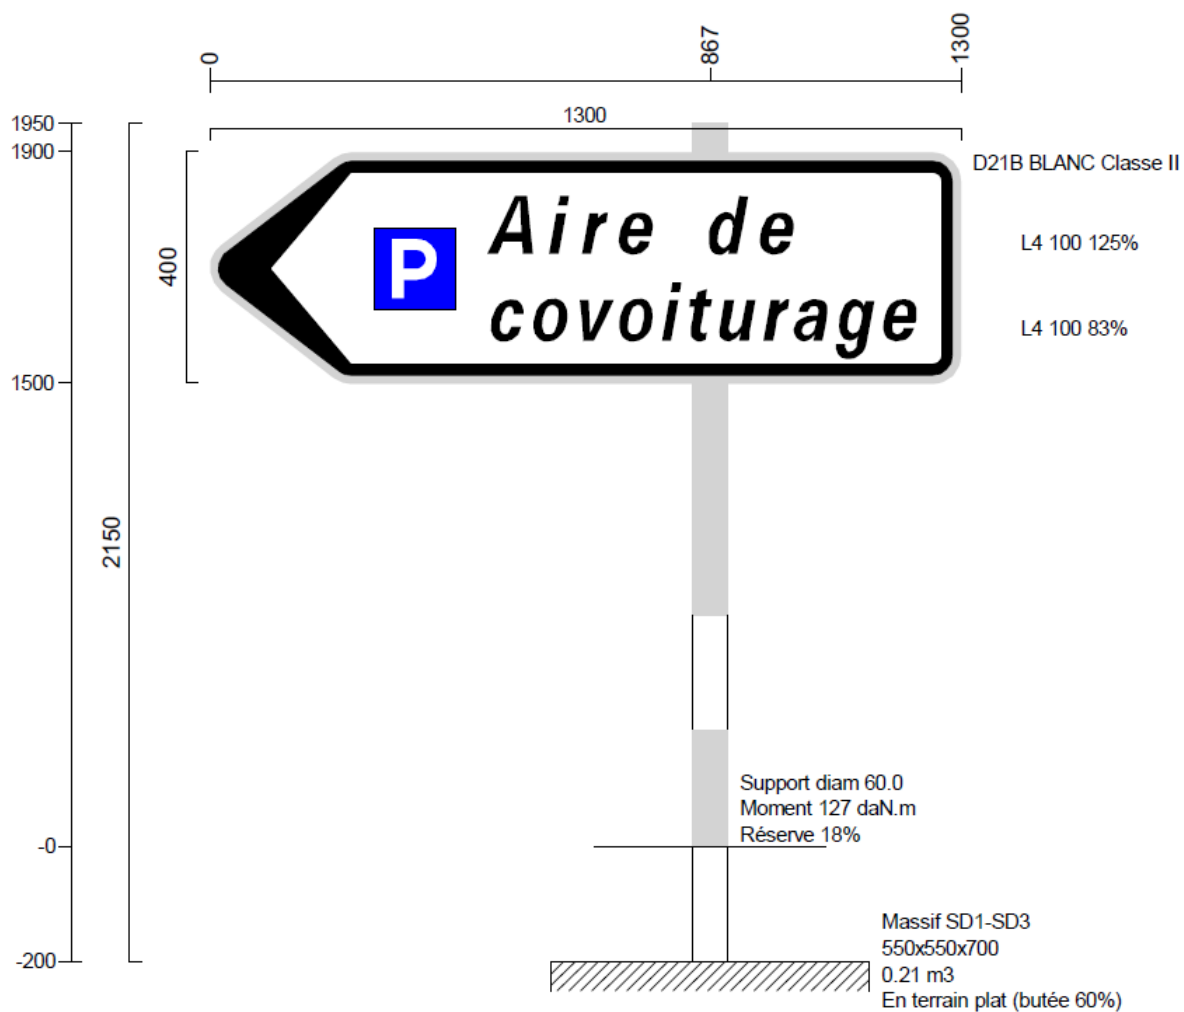 0
867
1300
1300
1950
1900
D21B BLANC Classe II
Aire de
L4 100 125%
P
400
covoiturage
L4 100 83%
1500
2150
Support diam 60.0
Moment 127 daN.m
Réserve 18%
-0
Massif SD1-SD3
550x550x700
-200
0.21 m3
En terrain plat (butée 60%)